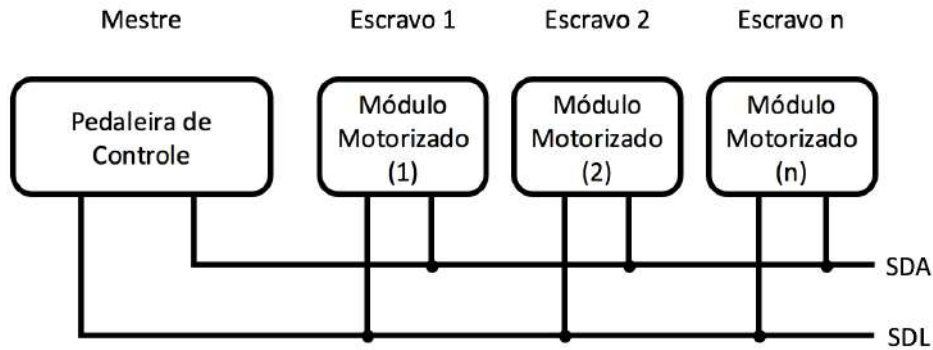 Mestre
Escravo 1
Escravo 2
Escravo n
Pedaleira de
Controle
Módulo
Motorizado
(1)
Módulo
Motorizado
(2)
Módulo
Motorizado
(n)
SDA
SDL